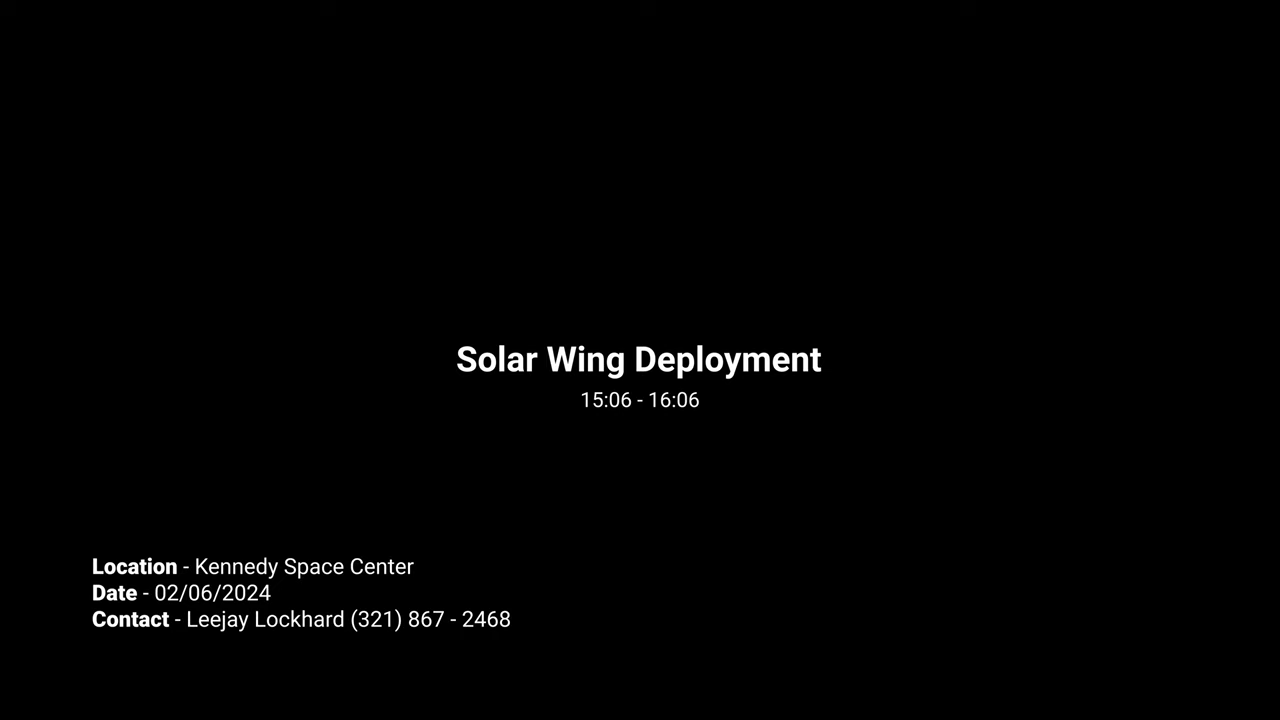 Solar Wing Deployment
15:06 - 16:06
Location - Kennedy Space Center
Date - 02/06/2024
Contact - Leejay Lockhard (321) 867 - 2468